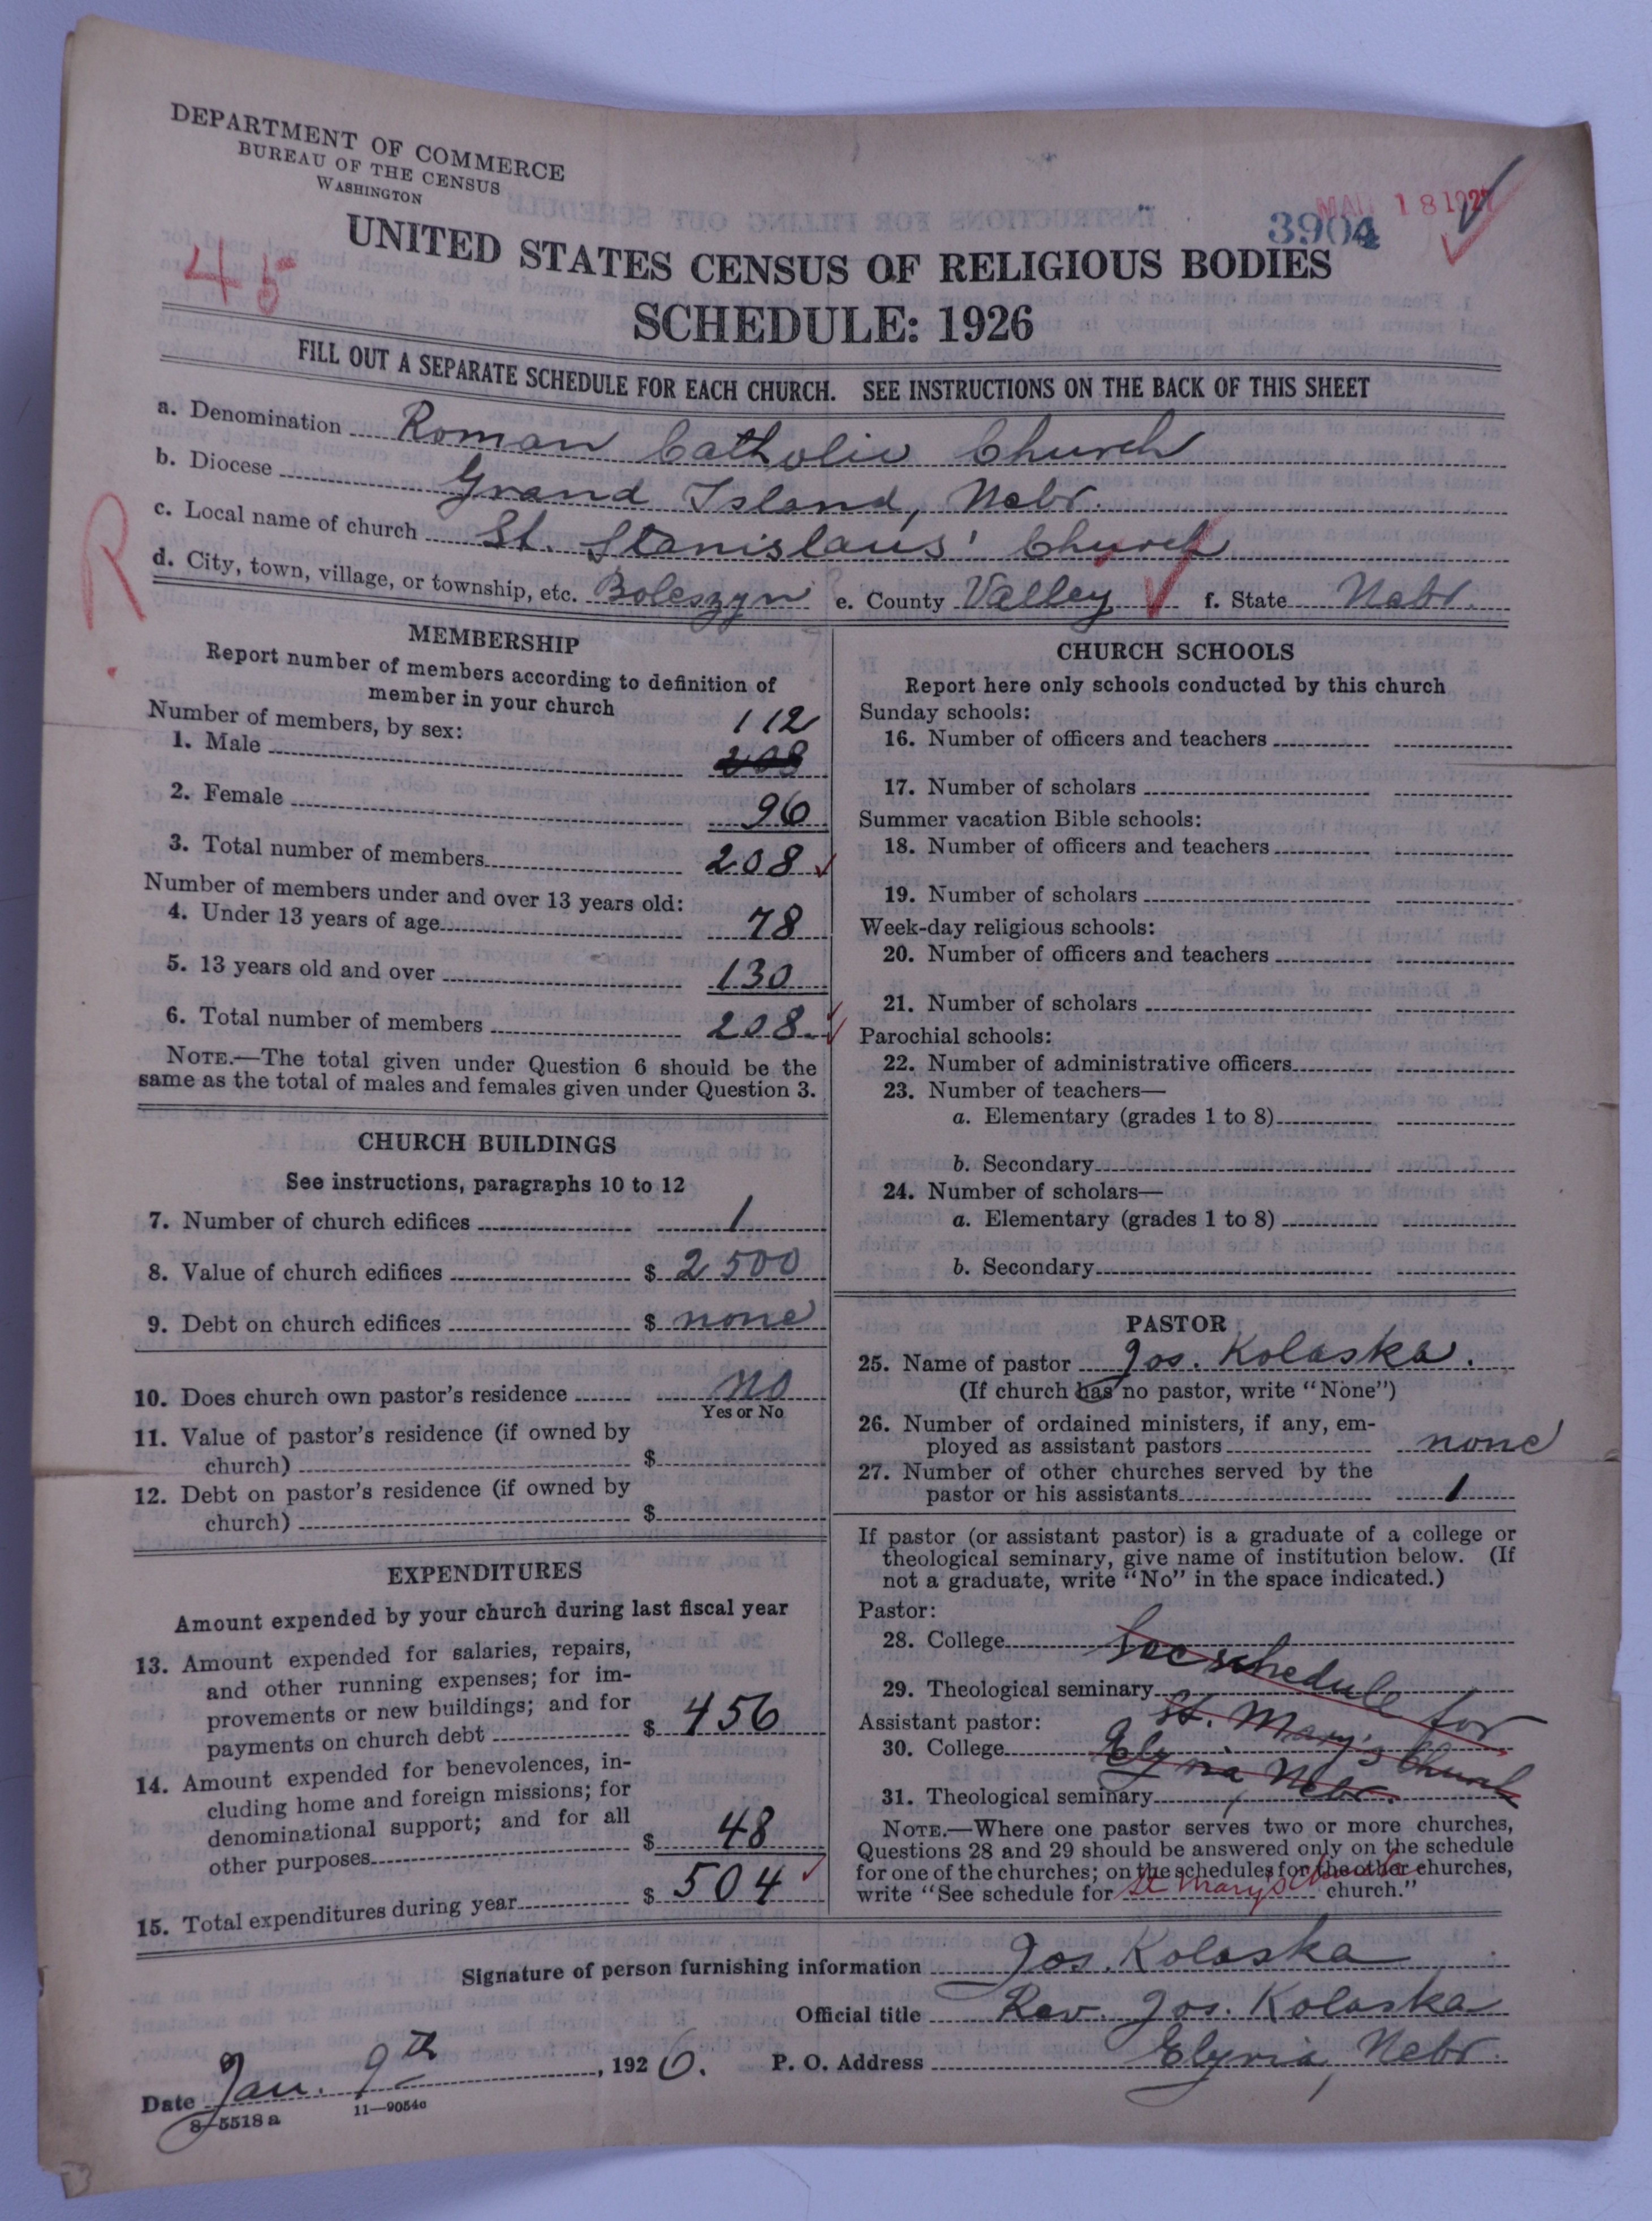 DEPARTMENT OF COMMERCE
BUREAU OF THE CENSUS
WASHINGTON
MAR 18 1927
3904
45
UNITED STATES CENSUS OF RELIGIOUS BODIES
SCHEDULE: 1926
FILL OUT A SEPARATE SCHEDULE FOR EACH CHURCH. SEE INSTRUCTIONS ON THE BACK OF THIS SHEET
a. Denomination Roman Catholic Church
b. Diocese Grand Island, Nebr.
c. Local name of church St. Stanislaus' Church
R
d. City, town, village, or township, etc. Boleszyn e. County Valley f. State Nebr.
MEMBERSHIP
Report number of members according to definition of
member in your church
Number of members, by sex:
112
1. Male 208
2. Female 96
3. Total number of members 208
Number of members under and over 13 years old:
4. Under 13 years of age 78
5. 13 years old and over 130
6. Total number of members 208
NOTE.—The total given under Question 6 should be the
same as the total of males and females given under Question 3.
CHURCH BUILDINGS
See instructions, paragraphs 10 to 12
7. Number of church edifices 1
8. Value of church edifices $ 2500
9. Debt on church edifices $ none
10. Does church own pastor's residence no
Yes or No
11. Value of pastor's residence (if owned by
church) $
12. Debt on pastor's residence (if owned by
church) $
EXPENDITURES
Amount expended by your church during last fiscal year
13. Amount expended for salaries, repairs,
and other running expenses; for im-
provements or new buildings; and for
payments on church debt $ 456
14. Amount expended for benevolences, in-
cluding home and foreign missions; for
denominational support; and for all
other purposes $ 48
15. Total expenditures during year $ 504
CHURCH SCHOOLS
Report here only schools conducted by this church
Sunday schools:
16. Number of officers and teachers
17. Number of scholars
Summer vacation Bible schools:
18. Number of officers and teachers
19. Number of scholars
Week-day religious schools:
20. Number of officers and teachers
21. Number of scholars
Parochial schools:
22. Number of administrative officers
23. Number of teachers—
a. Elementary (grades 1 to 8)
b. Secondary
24. Number of scholars—
a. Elementary (grades 1 to 8)
b. Secondary
PASTOR
25. Name of pastor Jos. Kolaska.
(If church has no pastor, write "None")
26. Number of ordained ministers, if any, em-
ployed as assistant pastors none
27. Number of other churches served by the
pastor or his assistants 1
If pastor (or assistant pastor) is a graduate of a college or
theological seminary, give name of institution below. (If
not a graduate, write "No" in the space indicated.)
Pastor:
28. College See schedule for
29. Theological seminary St. Mary's Church
Assistant pastor:
30. College Elyria, Nebr.
31. Theological seminary
NOTE.—Where one pastor serves two or more churches,
Questions 28 and 29 should be answered only on the schedule
for one of the churches; on the schedules for the other churches,
write "See schedule for St Mary's church church."
Signature of person furnishing information Jos. Kolaska
Official title Rev. Jos. Kolaska
Date Jan. 9th, 1926. P. O. Address Elyria, Nebr.
8-5518 a 11—9054c